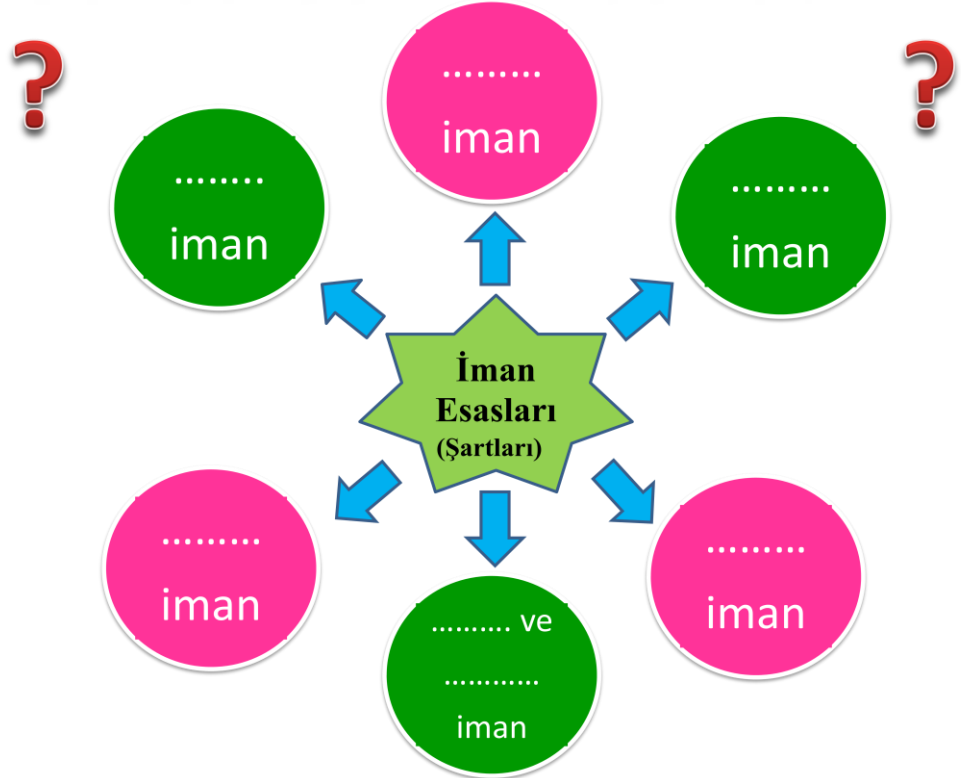 ?
?
.........
iman
........
iman
.........
iman
İman
Esasları
(Şartları)
.........
iman
.........
iman
.......... ve
............
iman